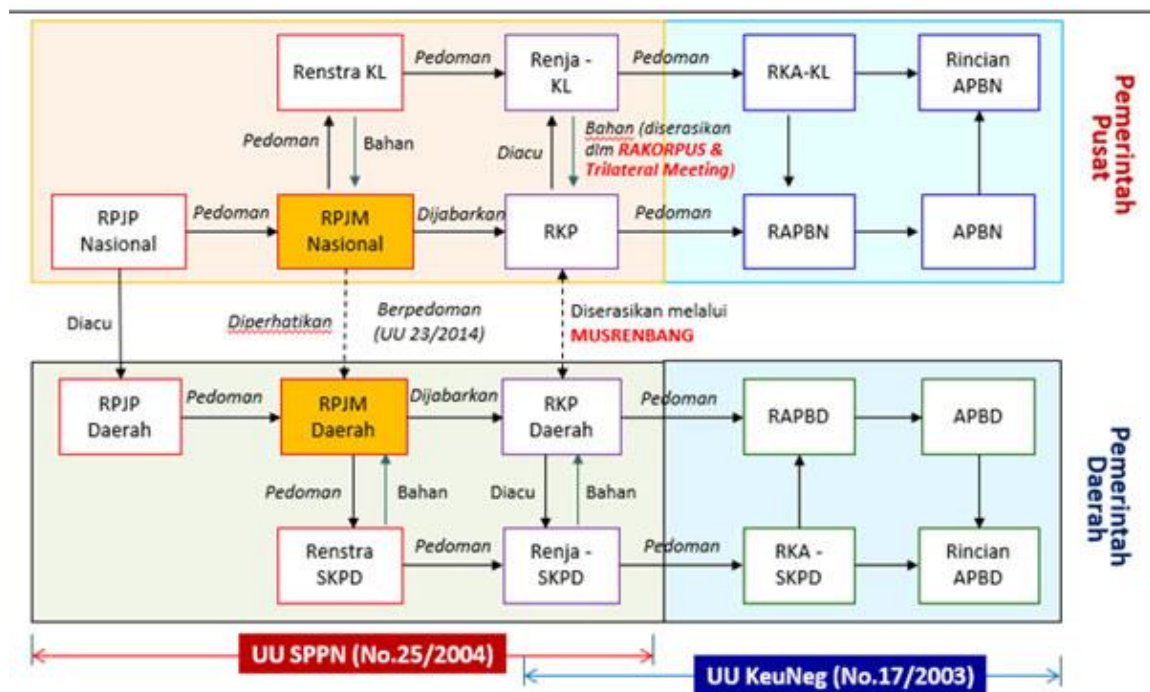 Renstra KL
Pedoman
Renja -
KL
Pedoman
RKA-KL
Rincian
APBN
Pedoman
Bahan
Diacu
Bahan (diserasikan
dlm RAKORPUS &
Trilateral Meeting)
RPJP
Nasional
Pedoman
RPJM
Nasional
Dijabarkan
RKP
Pedoman
RAPBN
APBN
Pemerintah
Pusat
Diacu
Diperhatikan
Berpedoman
(UU 23/2014)
Diserasikan melalui
MUSRENBANG
RPJP
Daerah
Pedoman
RPJM
Daerah
Dijabarkan
RKP
Daerah
Pedoman
RAPBD
APBD
Pedoman
Bahan
Diacu
Bahan
Renstra
SKPD
Pedoman
Renja -
SKPD
Pedoman
RKA -
SKPD
Rincian
APBD
Pemerintah
Daerah
UU SPPN (No.25/2004)
UU KeuNeg (No.17/2003)